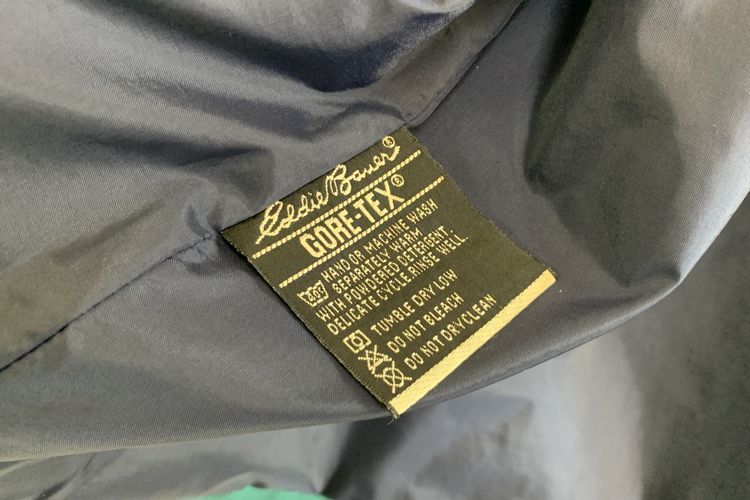 Eddie Bauer®
GORE-TEX®
80° HAND OR MACHINE WASH
SEPARATELY WARM
WITH POWDERED DETERGENT.
DELICATE CYCLE. RINSE WELL.
TUMBLE DRY LOW
DO NOT BLEACH
DO NOT DRYCLEAN